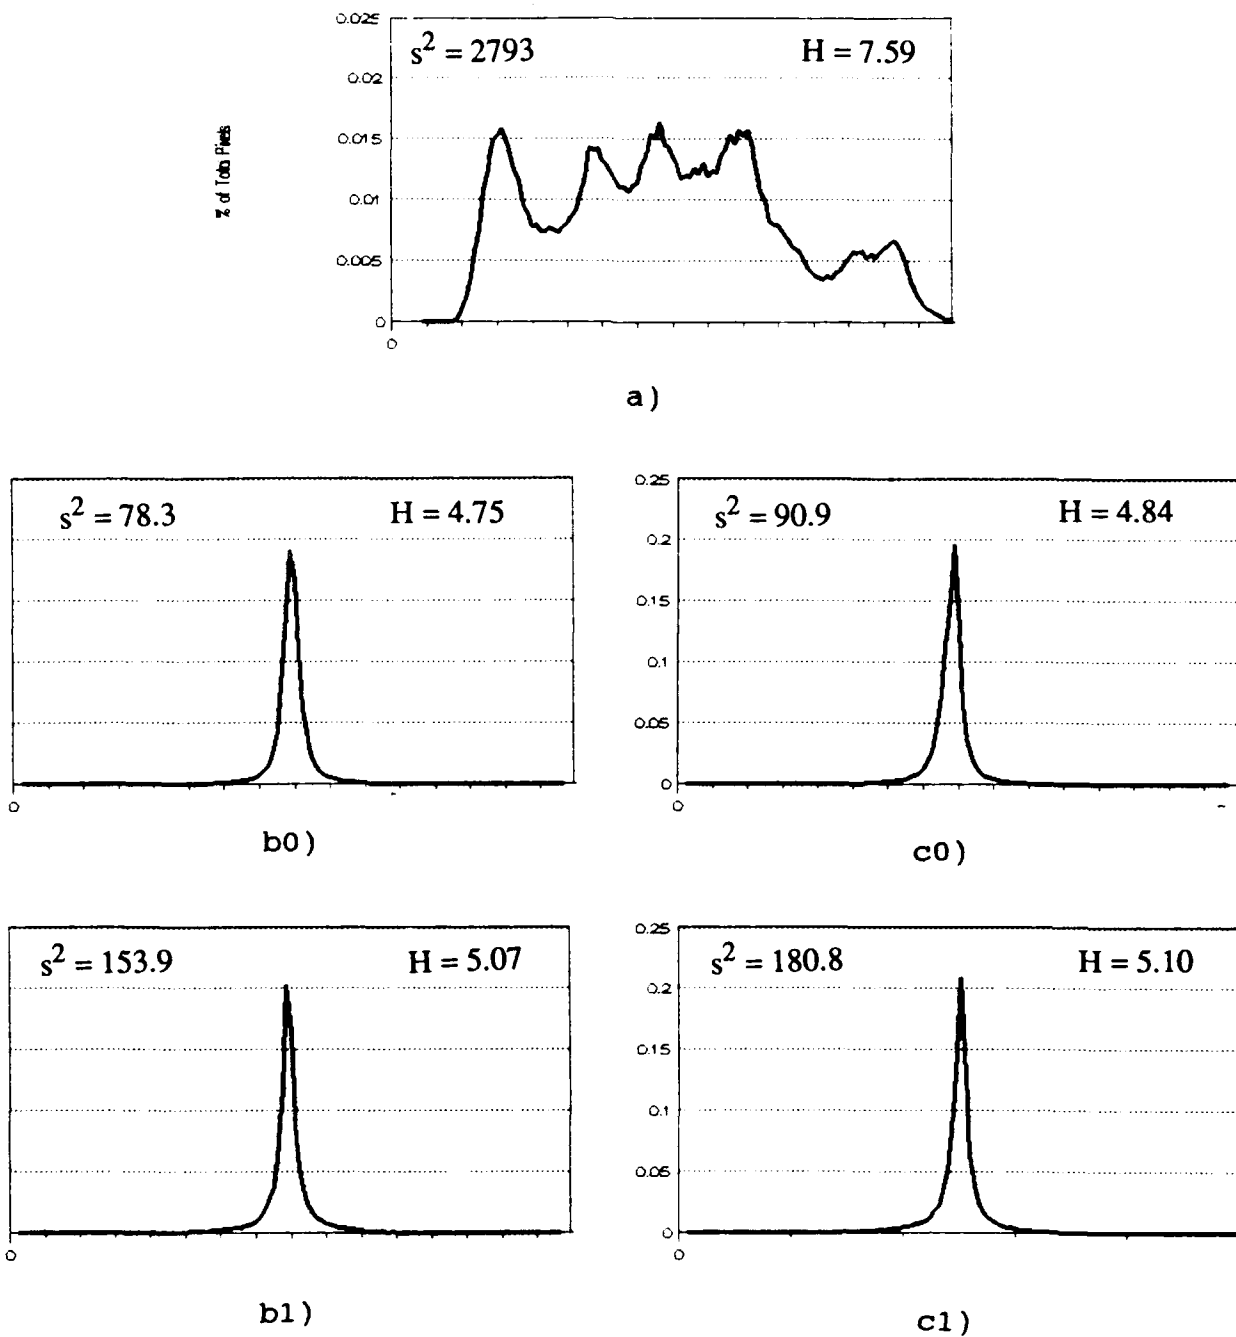 0.025
s² = 2793 H = 7.59
0.02
0.015
% of Total Pixels
0.01
0.005
0
0
a)
s² = 78.3 H = 4.75
0
b0)
0.25
s² = 90.9 H = 4.84
0.2
0.15
0.1
0.05
0
0
c0)
s² = 153.9 H = 5.07
0
b1)
0.25
s² = 180.8 H = 5.10
0.2
0.15
0.1
0.05
0
0
c1)